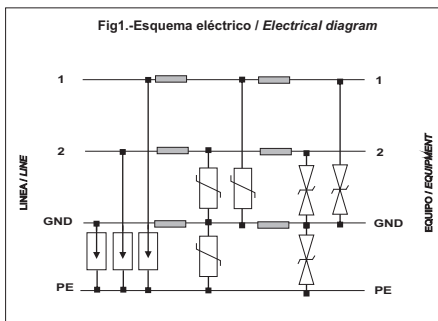 Fig1.-Esquema eléctrico / Electrical diagram
1 1
2 2
LINEA / LINE
EQUIPO / EQUIPMENT
GND GND
PE PE